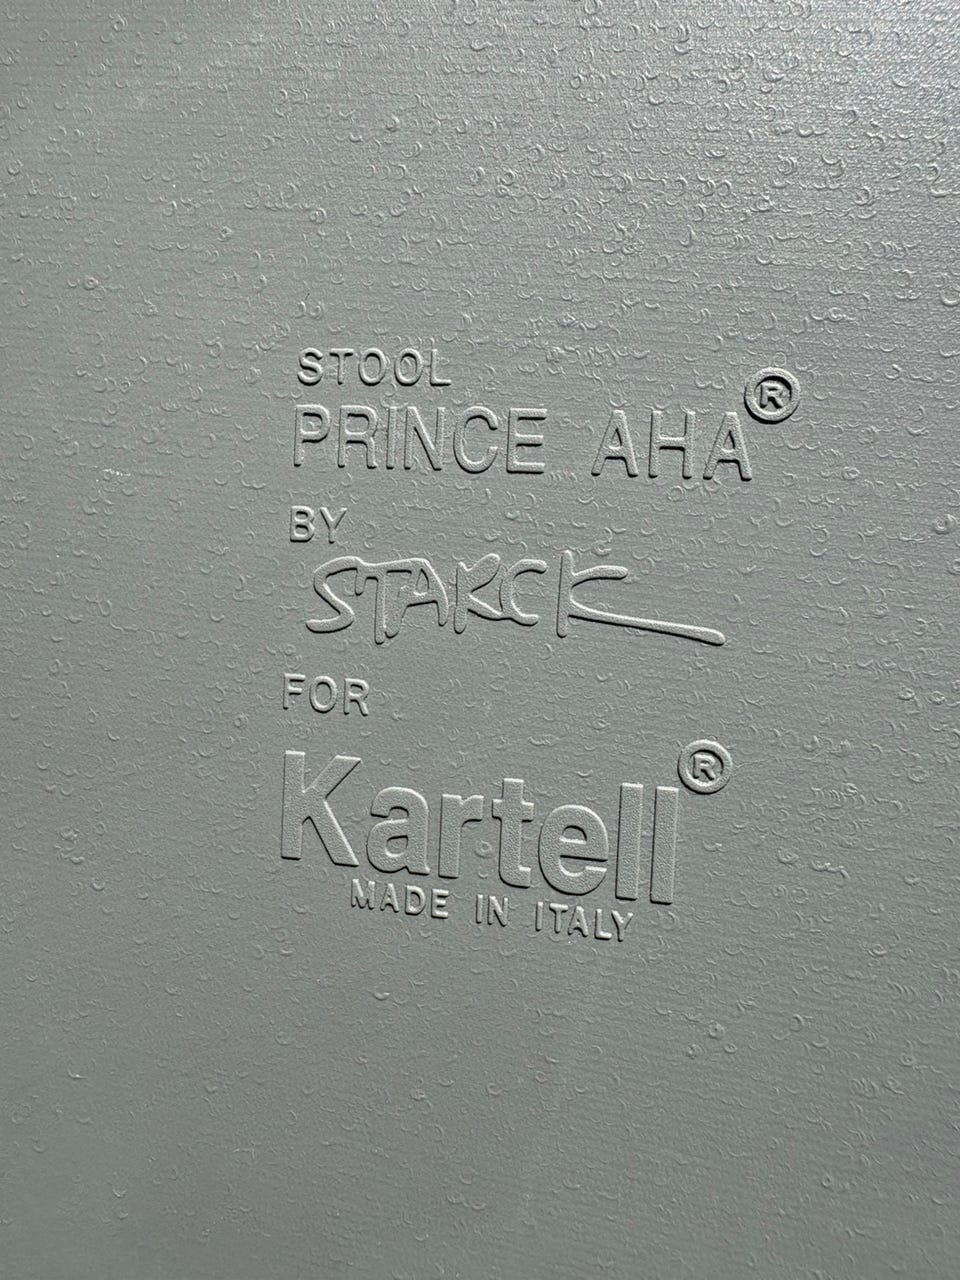 STOOL
PRINCE AHA®
BY
STARCK
FOR
Kartell®
MADE IN ITALY